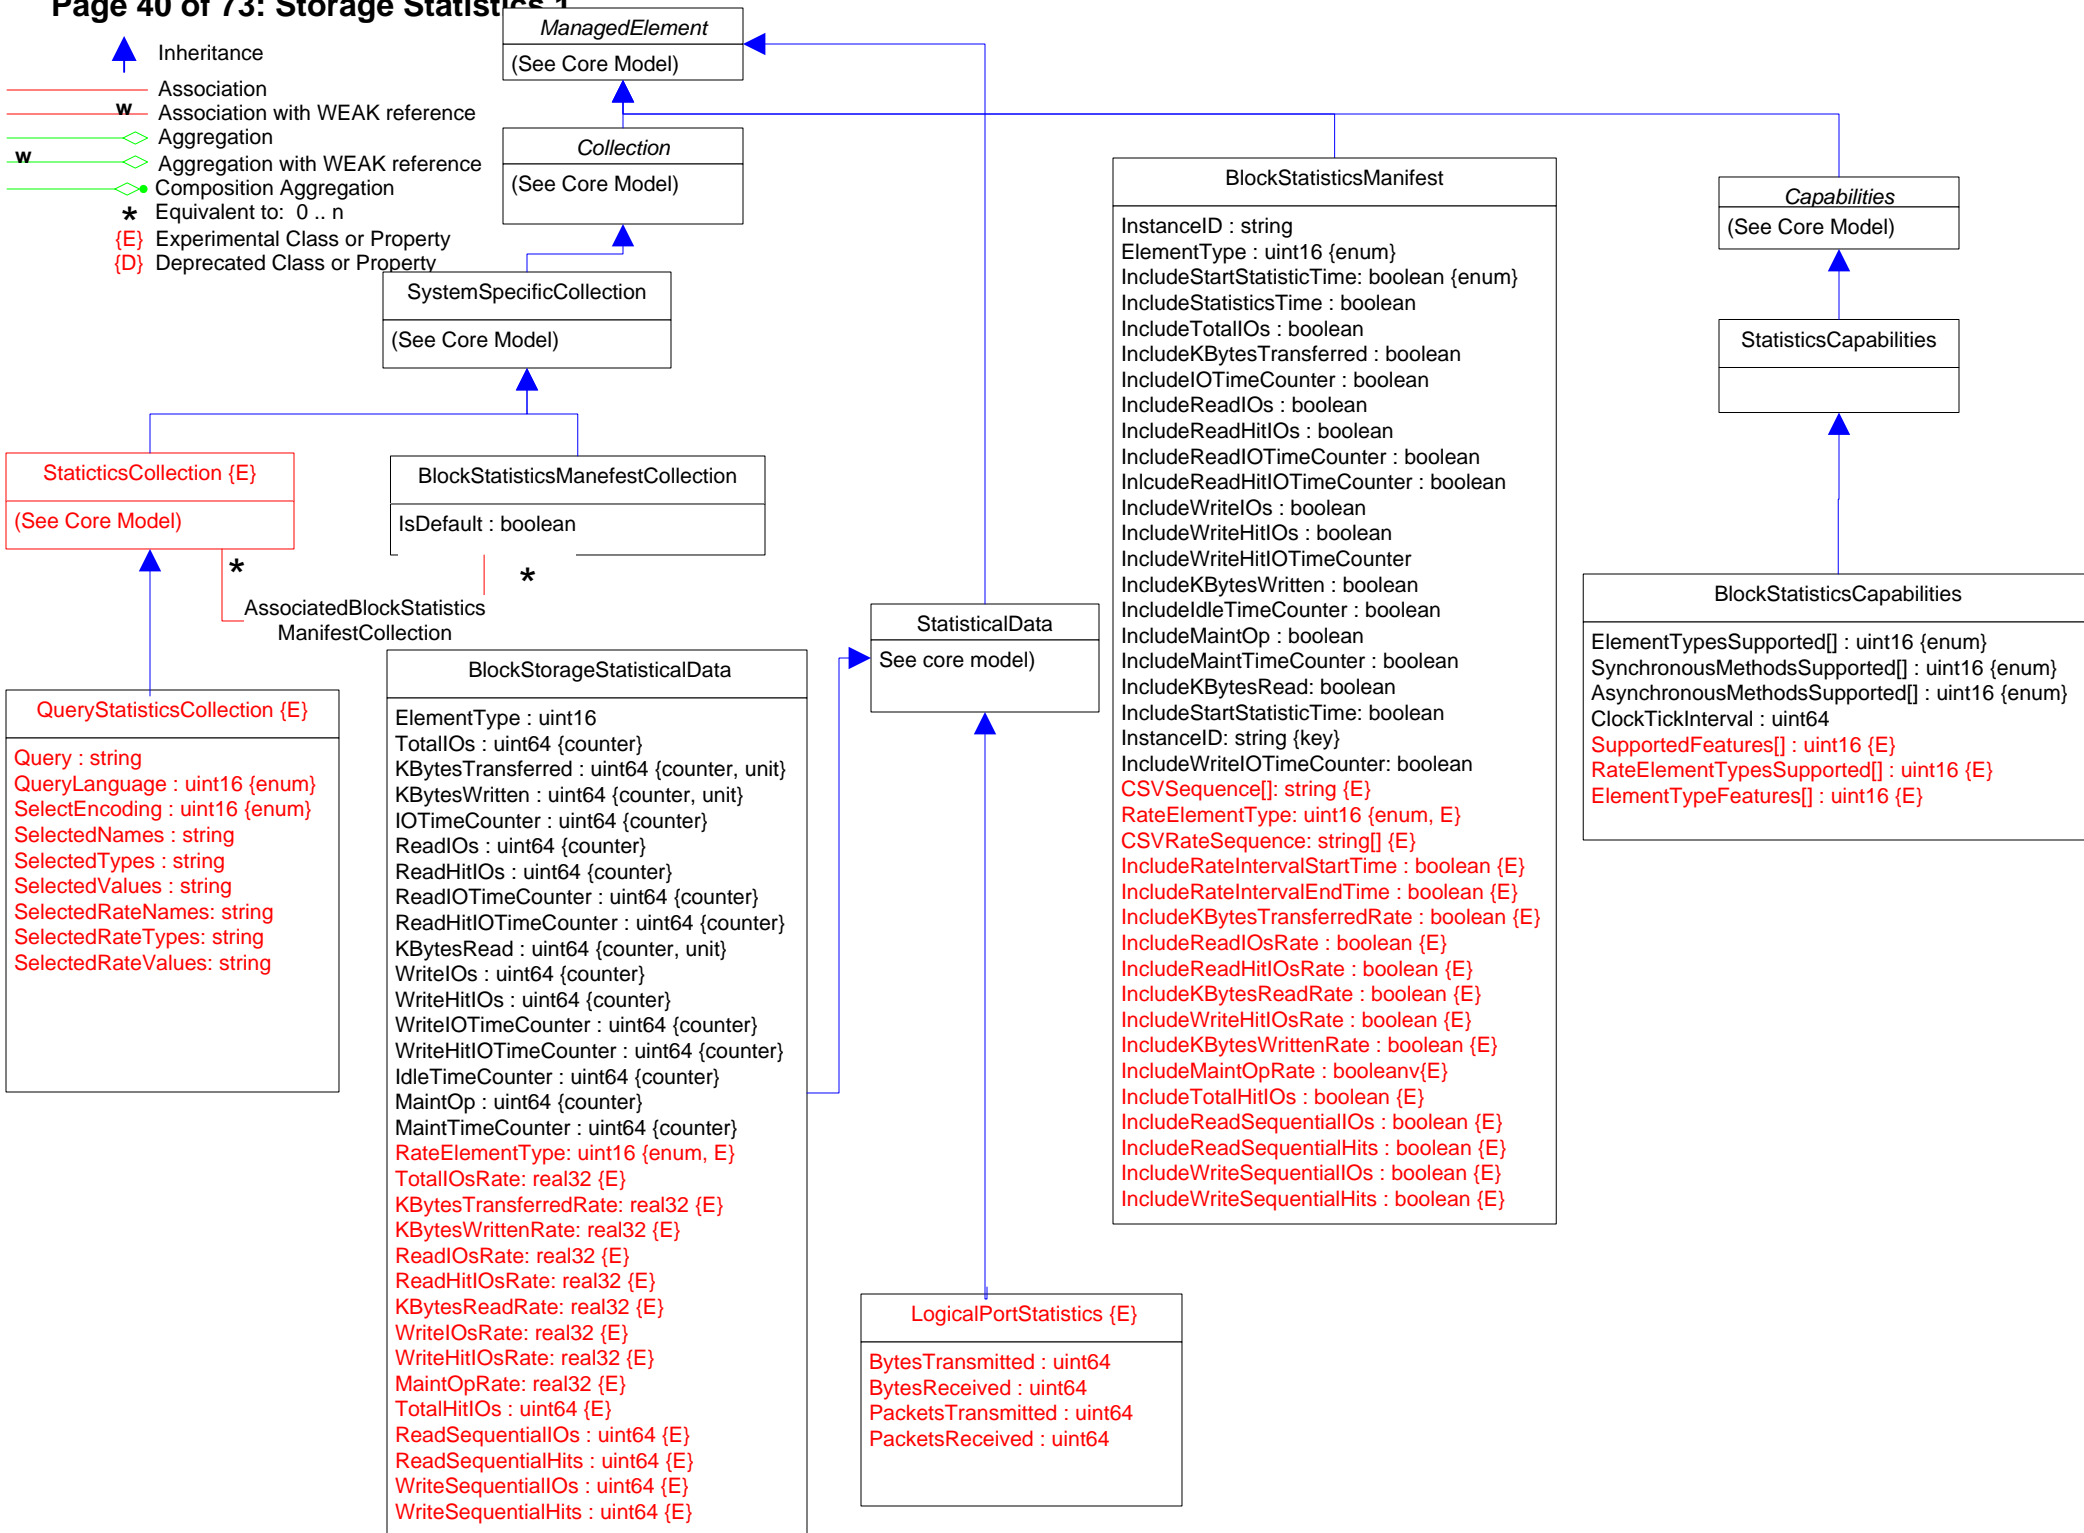 Page 40 of 73: Storage Statistics 1
Inheritance
Association
w Association with WEAK reference
Aggregation
w Aggregation with WEAK reference
Composition Aggregation
* Equivalent to: 0 .. n
{E} Experimental Class or Property
{D} Deprecated Class or Property
ManagedElement
(See Core Model)
Collection
(See Core Model)
SystemSpecificCollection
(See Core Model)
StaticticsCollection {E}
(See Core Model)
BlockStatisticsManefestCollection
IsDefault : boolean
*
*
AssociatedBlockStatistics
ManifestCollection
QueryStatisticsCollection {E}
Query : string
QueryLanguage : uint16 {enum}
SelectEncoding : uint16 {enum}
SelectedNames : string
SelectedTypes : string
SelectedValues : string
SelectedRateNames: string
SelectedRateTypes: string
SelectedRateValues: string
BlockStorageStatisticalData
ElementType : uint16
TotalIOs : uint64 {counter}
KBytesTransferred : uint64 {counter, unit}
KBytesWritten : uint64 {counter, unit}
IOTimeCounter : uint64 {counter}
ReadIOs : uint64 {counter}
ReadHitIOs : uint64 {counter}
ReadIOTimeCounter : uint64 {counter}
ReadHitIOTimeCounter : uint64 {counter}
KBytesRead : uint64 {counter, unit}
WriteIOs : uint64 {counter}
WriteHitIOs : uint64 {counter}
WriteIOTimeCounter : uint64 {counter}
WriteHitIOTimeCounter : uint64 {counter}
IdleTimeCounter : uint64 {counter}
MaintOp : uint64 {counter}
MaintTimeCounter : uint64 {counter}
RateElementType: uint16 {enum, E}
TotalIOsRate: real32 {E}
KBytesTransferredRate: real32 {E}
KBytesWrittenRate: real32 {E}
ReadIOsRate: real32 {E}
ReadHitIOsRate: real32 {E}
KBytesReadRate: real32 {E}
WriteIOsRate: real32 {E}
WriteHitIOsRate: real32 {E}
MaintOpRate: real32 {E}
TotalHitIOs : uint64 {E}
ReadSequentialIOs : uint64 {E}
ReadSequentialHits : uint64 {E}
WriteSequentialIOs : uint64 {E}
WriteSequentialHits : uint64 {E}
StatisticalData
See core model)
LogicalPortStatistics {E}
BytesTransmitted : uint64
BytesReceived : uint64
PacketsTransmitted : uint64
PacketsReceived : uint64
BlockStatisticsManifest
InstanceID : string
ElementType : uint16 {enum}
IncludeStartStatisticTime: boolean {enum}
IncludeStatisticsTime : boolean
IncludeTotalIOs : boolean
IncludeKBytesTransferred : boolean
IncludeIOTimeCounter : boolean
IncludeReadIOs : boolean
IncludeReadHitIOs : boolean
IncludeReadIOTimeCounter : boolean
InlcudeReadHitIOTimeCounter : boolean
IncludeWriteIOs : boolean
IncludeWriteHitIOs : boolean
IncludeWriteHitIOTimeCounter
IncludeKBytesWritten : boolean
IncludeIdleTimeCounter : boolean
IncludeMaintOp : boolean
IncludeMaintTimeCounter : boolean
IncludeKBytesRead: boolean
IncludeStartStatisticTime: boolean
InstanceID: string {key}
IncludeWriteIOTimeCounter: boolean
CSVSequence[]: string {E}
RateElementType: uint16 {enum, E}
CSVRateSequence: string[] {E}
IncludeRateIntervalStartTime : boolean {E}
IncludeRateIntervalEndTime : boolean {E}
IncludeKBytesTransferredRate : boolean {E}
IncludeReadIOsRate : boolean {E}
IncludeReadHitIOsRate : boolean {E}
IncludeKBytesReadRate : boolean {E}
IncludeWriteHitIOsRate : boolean {E}
IncludeKBytesWrittenRate : boolean {E}
IncludeMaintOpRate : booleanv{E}
IncludeTotalHitIOs : boolean {E}
IncludeReadSequentialIOs : boolean {E}
IncludeReadSequentialHits : boolean {E}
IncludeWriteSequentialIOs : boolean {E}
IncludeWriteSequentialHits : boolean {E}
Capabilities
(See Core Model)
StatisticsCapabilities
BlockStatisticsCapabilities
ElementTypesSupported[] : uint16 {enum}
SynchronousMethodsSupported[] : uint16 {enum}
AsynchronousMethodsSupported[] : uint16 {enum}
ClockTickInterval : uint64
SupportedFeatures[] : uint16 {E}
RateElementTypesSupported[] : uint16 {E}
ElementTypeFeatures[] : uint16 {E}